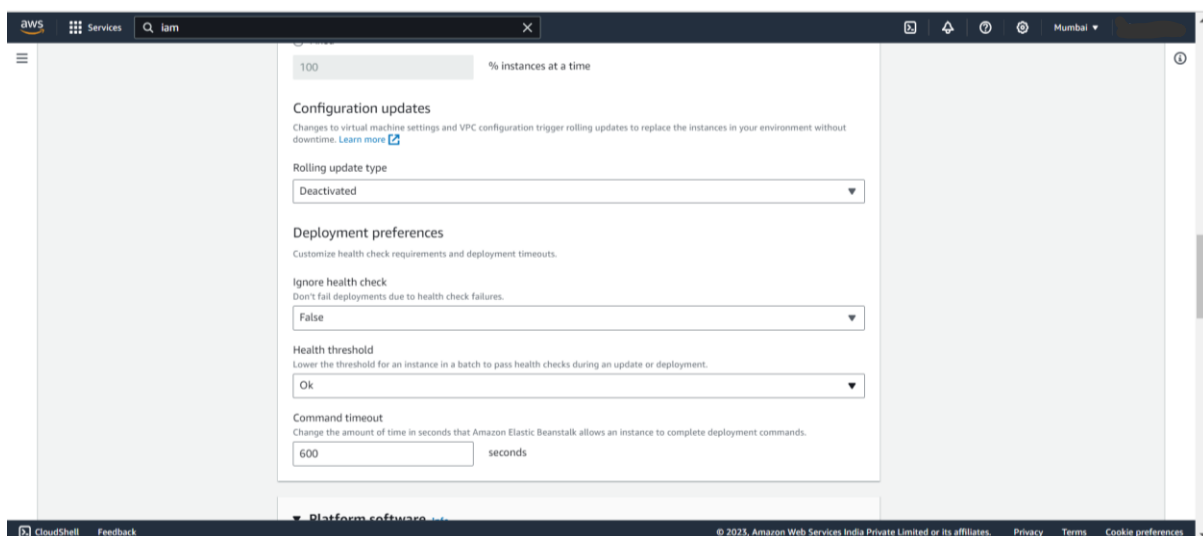 aws
Services
iam
Mumbai
100
% instances at a time
Configuration updates
Changes to virtual machine settings and VPC configuration trigger rolling updates to replace the instances in your environment without
downtime. Learn more
Rolling update type
Deactivated
Deployment preferences
Customize health check requirements and deployment timeouts.
Ignore health check
Don't fail deployments due to health check failures.
False
Health threshold
Lower the threshold for an instance in a batch to pass health checks during an update or deployment.
Ok
Command timeout
Change the amount of time in seconds that Amazon Elastic Beanstalk allows an instance to complete deployment commands.
600
seconds
Platform software
CloudShell
Feedback
© 2023, Amazon Web Services India Private Limited or its affiliates.
Privacy
Terms
Cookie preferences